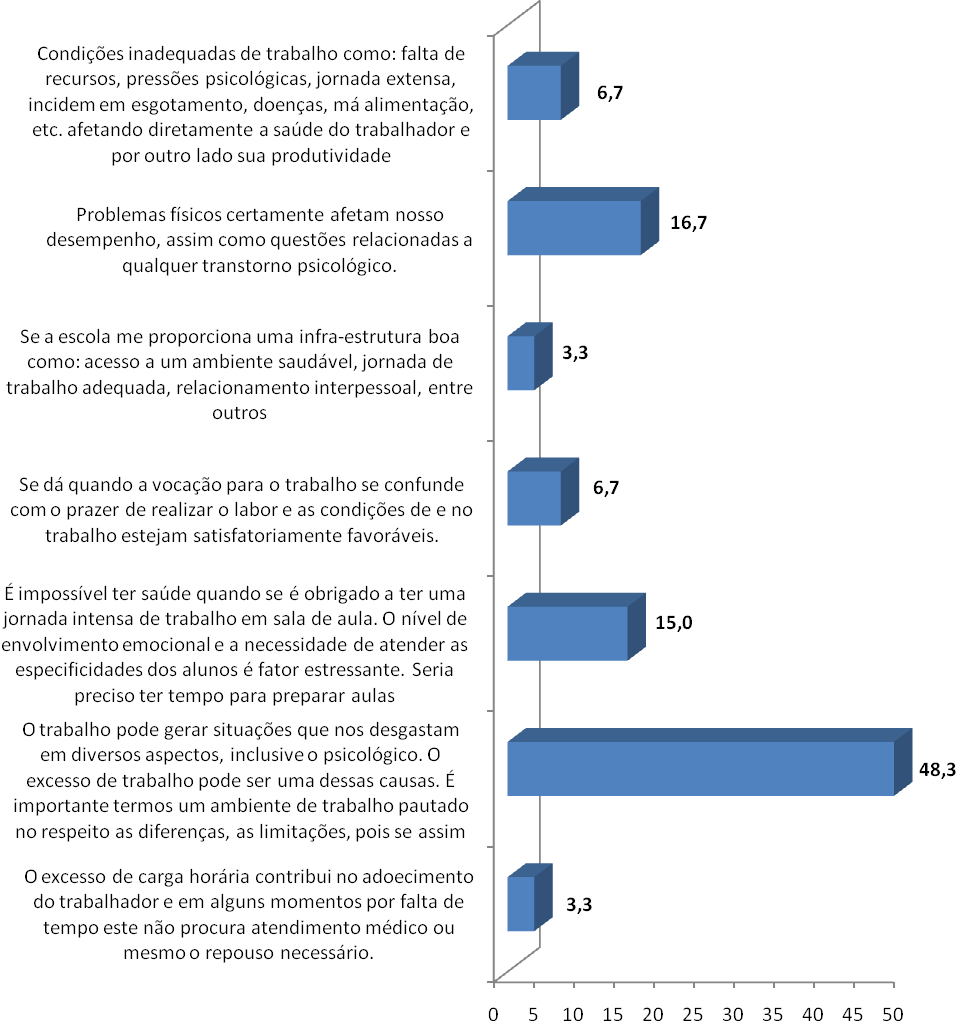 Condições inadequadas de trabalho como: falta de
recursos, pressões psicológicas, jornada extensa,
incidem em esgotamento, doenças, má alimentação,
etc. afetando diretamente a saúde do trabalhador e
por outro lado sua produtividade
6,7
Problemas físicos certamente afetam nosso
desempenho, assim como questões relacionadas a
qualquer transtorno psicológico.
16,7
Se a escola me proporciona uma infra-estrutura boa
como: acesso a um ambiente saudável, jornada de
trabalho adequada, relacionamento interpessoal, entre
outros
3,3
Se dá quando a vocação para o trabalho se confunde
com o prazer de realizar o labor e as condições de e no
trabalho estejam satisfatoriamente favoráveis.
6,7
É impossível ter saúde quando se é obrigado a ter uma
jornada intensa de trabalho em sala de aula. O nível de
envolvimento emocional e a necessidade de atender as
especificidades dos alunos é fator estressante. Seria
preciso ter tempo para preparar aulas
15,0
O trabalho pode gerar situações que nos desgastam
em diversos aspectos, inclusive o psicológico. O
excesso de trabalho pode ser uma dessas causas. É
importante termos um ambiente de trabalho pautado
no respeito as diferenças, as limitações, pois se assim
48,3
O excesso de carga horária contribui no adoecimento
do trabalhador e em alguns momentos por falta de
tempo este não procura atendimento médico ou
mesmo o repouso necessário.
3,3
0 5 10 15 20 25 30 35 40 45 50